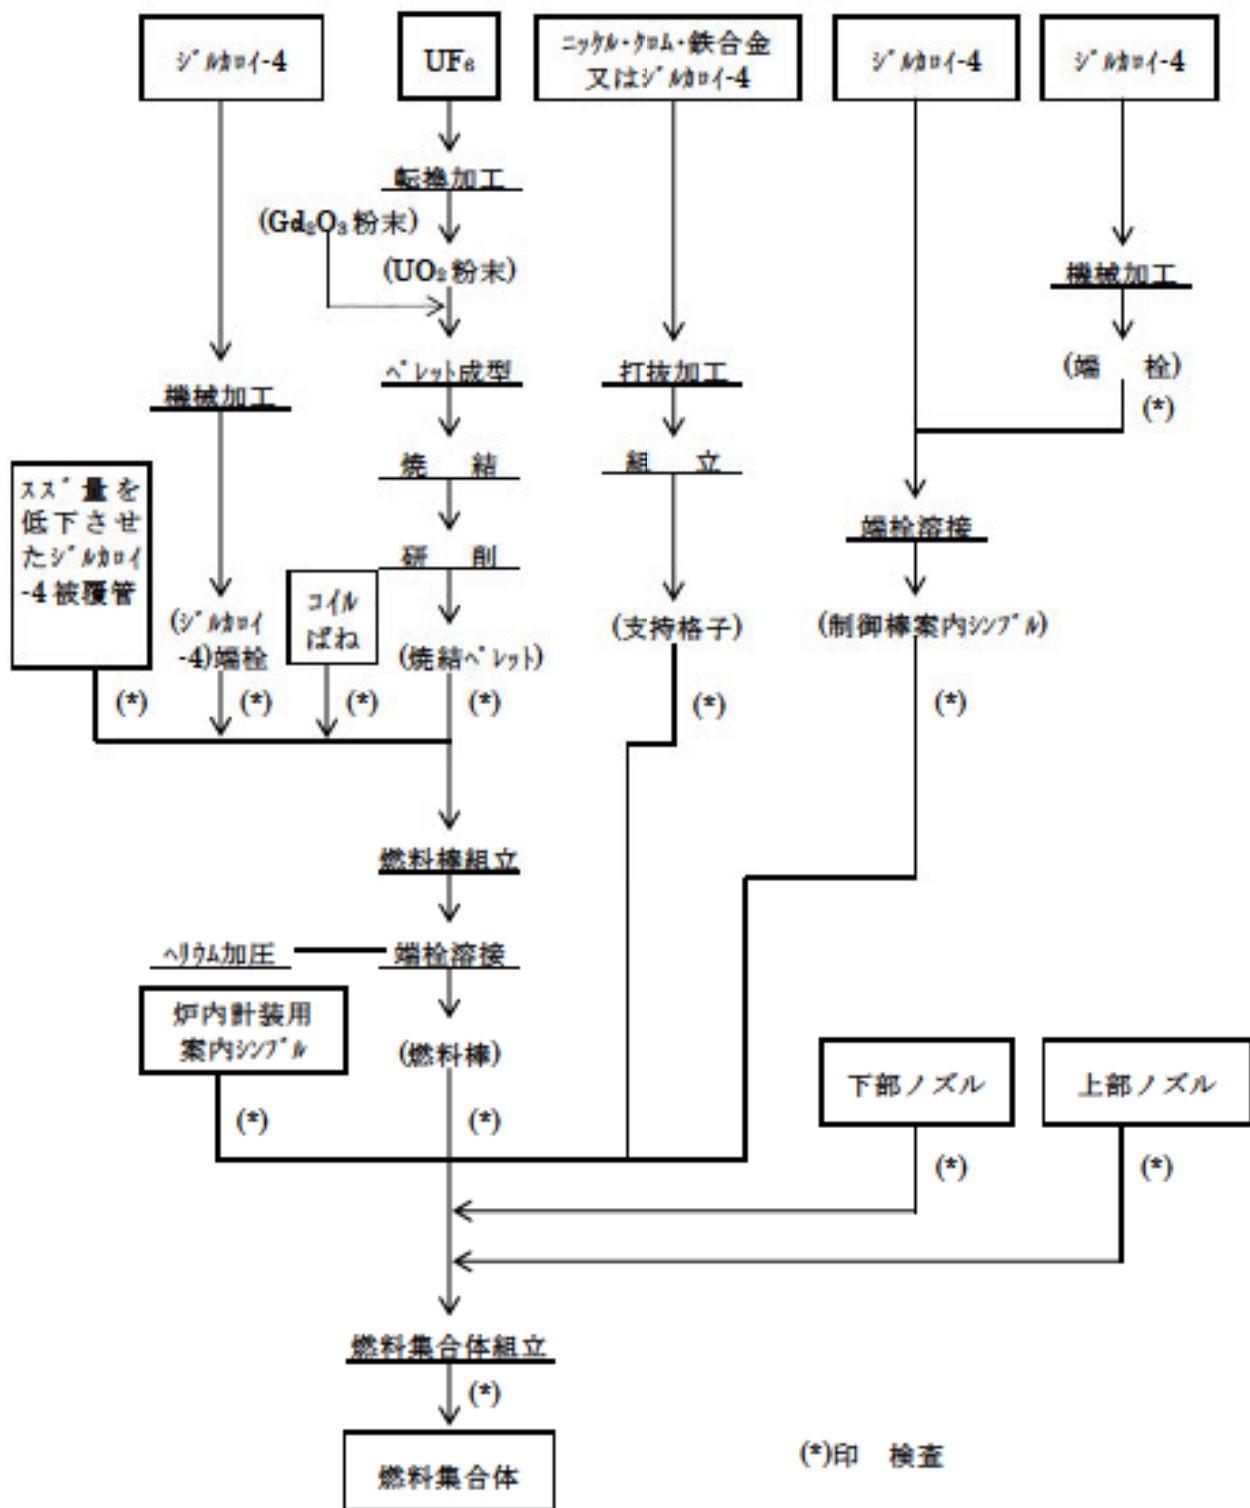 ｼﾞﾙｶﾛｲ-4
UF₆
ﾆｯｹﾙ・ｸﾛﾑ・鉄合金
又はｼﾞﾙｶﾛｲ-4
ｼﾞﾙｶﾛｲ-4
ｼﾞﾙｶﾛｲ-4
転換加工
(Gd₂O₃粉末)
(UO₂粉末)
機械加工
ﾍﾟﾚｯﾄ成型
打抜加工
(端　栓)
機械加工
(*)
焼　結
組　立
ｽｽﾞ量を
低下させ
たｼﾞﾙｶﾛｲ
-4被覆管
端栓溶接
研　削
ｺｲﾙ
ばね
(ｼﾞﾙｶﾛｲ
-4)端栓
(焼結ﾍﾟﾚｯﾄ)
(支持格子)
(制御棒案内ｼﾝﾌﾞﾙ)
(*)
(*)
(*)
(*)
(*)
(*)
燃料棒組立
ﾍﾘｳﾑ加圧
端栓溶接
炉内計装用
案内ｼﾝﾌﾞﾙ
(燃料棒)
下部ノズル
上部ノズル
(*)
(*)
(*)
(*)
燃料集合体組立
(*)
燃料集合体
(*)印　検査